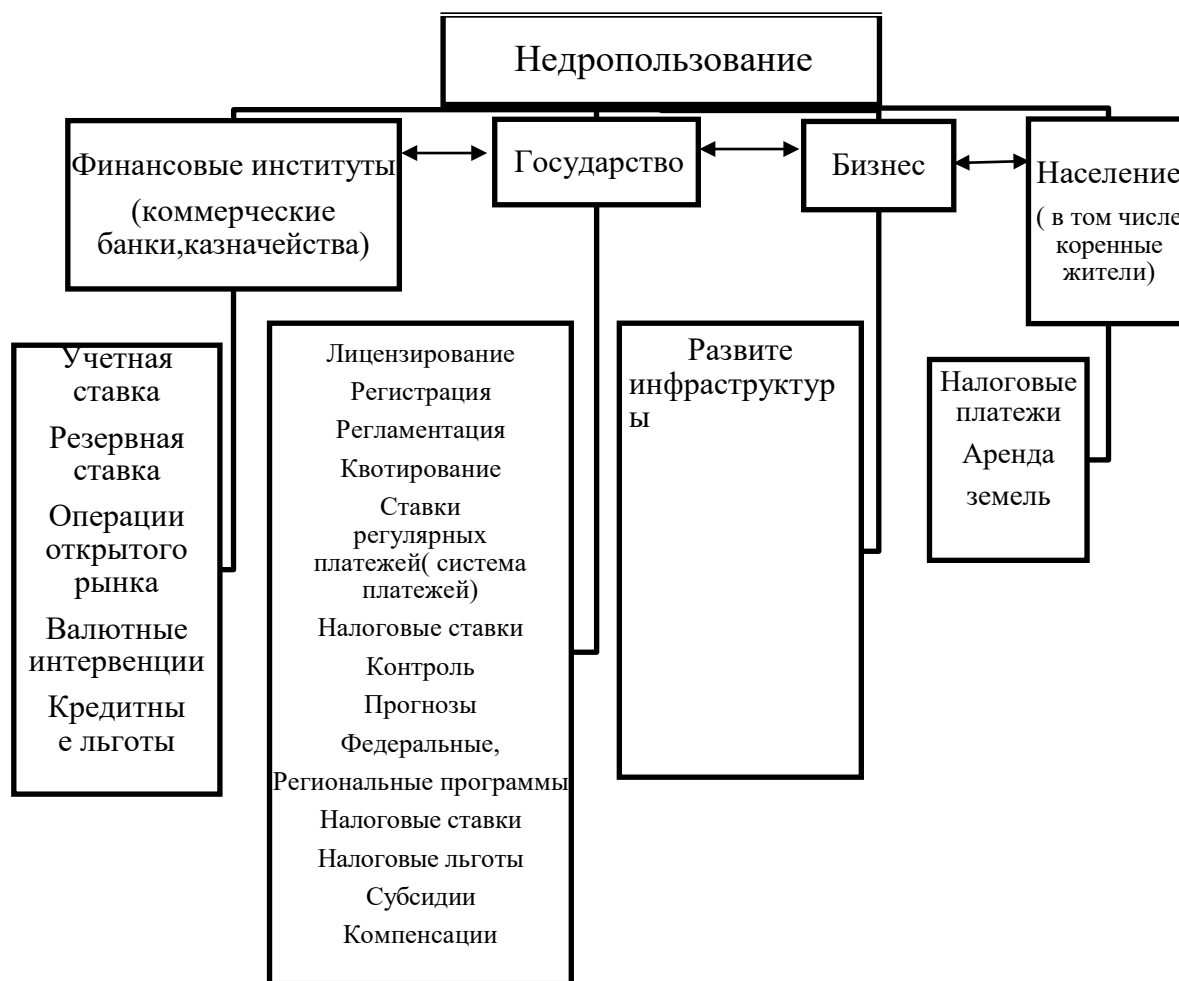 Недропользование
Финансовые институты
(коммерческие
банки,казначейства)
Государство
Бизнес
Население
( в том числе
коренные
жители)
Учетная
ставка
Резервная
ставка
Операции
открытого
рынка
Валютные
интервенции
Кредитны
е льготы
Лицензирование
Регистрация
Регламентация
Квотирование
Ставки
регулярных
платежей( система
платежей)
Налоговые ставки
Контроль
Прогнозы
Федеральные,
Региональные программы
Налоговые ставки
Налоговые льготы
Субсидии
Компенсации
Развите
инфраструктур
ы
Налоговые
платежи
Аренда
земель